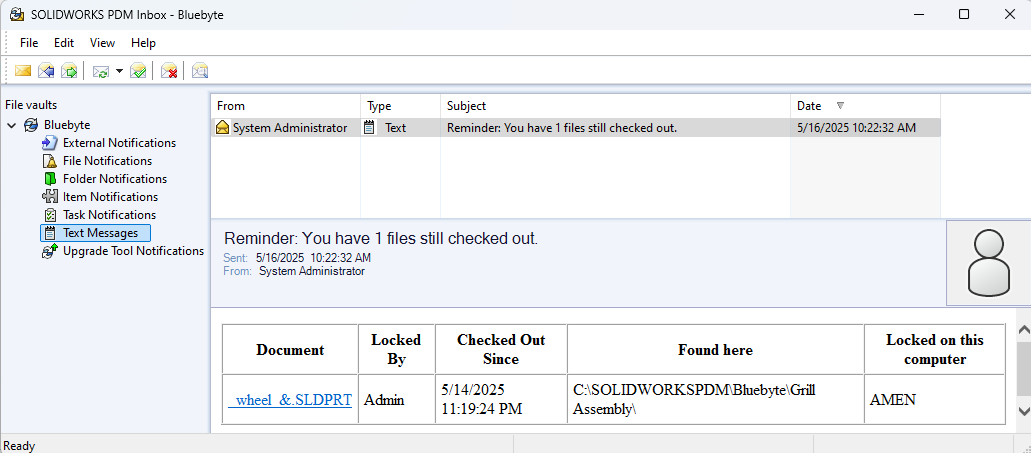 SOLIDWORKS PDM Inbox - Bluebyte
File Edit View Help
File vaults
Bluebyte
External Notifications
File Notifications
Folder Notifications
Item Notifications
Task Notifications
Text Messages
Upgrade Tool Notifications
From Type Subject Date
System Administrator Text Reminder: You have 1 files still checked out. 5/16/2025 10:22:32 AM
Reminder: You have 1 files still checked out.
Sent: 5/16/2025 10:22:32 AM
From: System Administrator
Document Locked By Checked Out Since Found here Locked on this computer
_wheel_&.SLDPRT Admin 5/14/2025 11:19:24 PM C:\SOLIDWORKSPDM\Bluebyte\Grill Assembly\ AMEN
Ready